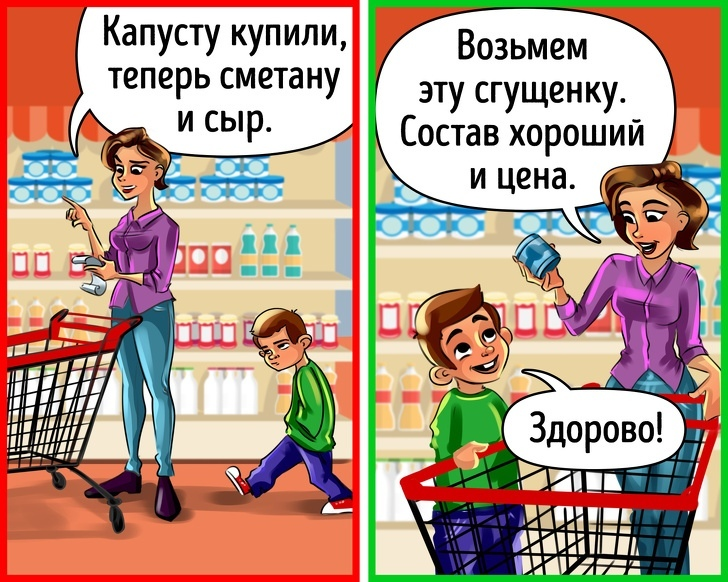 Капусту купили,
теперь сметану
и сыр.
Возьмем
эту сгущенку.
Состав хороший
и цена.
Здорово!